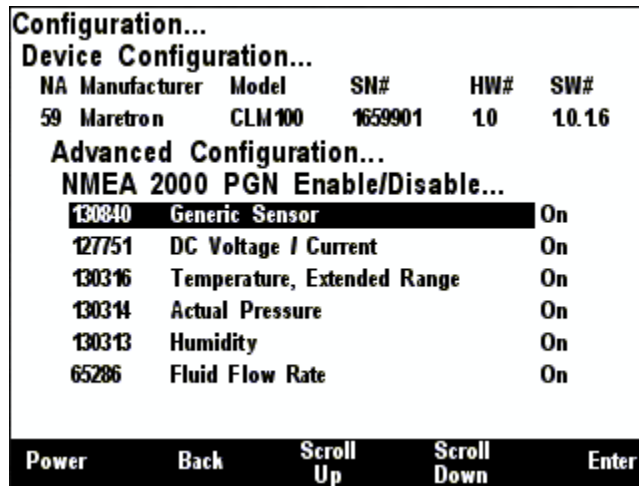 Configuration...
Device Configuration...
NA Manufacturer Model SN# HW# SW#
59 Maretron CLM100 1659901 1.0 1.0.1.6
Advanced Configuration...
NMEA 2000 PGN Enable/Disable...
130840 Generic Sensor On
127751 DC Voltage / Current On
130316 Temperature, Extended Range On
130314 Actual Pressure On
130313 Humidity On
65286 Fluid Flow Rate On
Power Back Scroll Up Scroll Down Enter